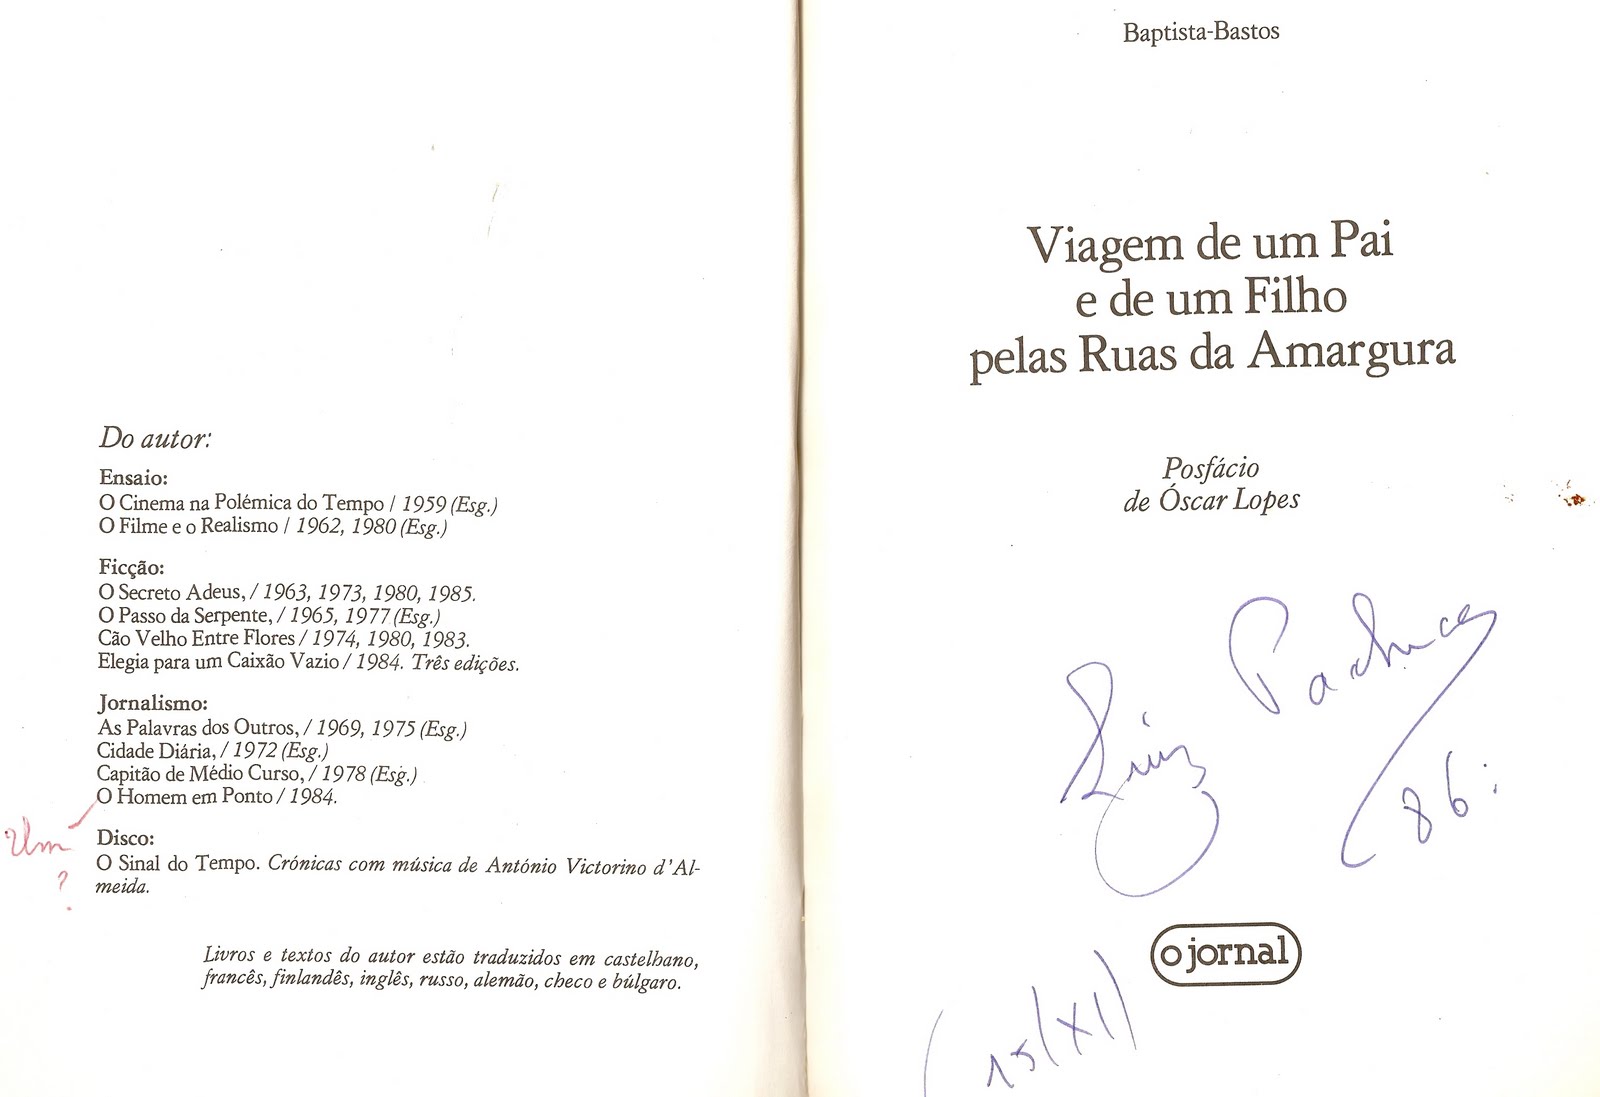 Do autor:
Ensaio:
O Cinema na Polémica do Tempo / 1959 (Esg.)
O Filme e o Realismo / 1962, 1980 (Esg.)
Ficção:
O Secreto Adeus, / 1963, 1973, 1980, 1985.
O Passo da Serpente, / 1965, 1977 (Esg.)
Cão Velho Entre Flores / 1974, 1980, 1983.
Elegia para um Caixão Vazio / 1984. Três edições.
Jornalismo:
As Palavras dos Outros, / 1969, 1975 (Esg.)
Cidade Diária, / 1972 (Esg.)
Capitão de Médio Curso, / 1978 (Esg.)
O Homem em Ponto / 1984.
Um
?
Disco:
O Sinal do Tempo. Crónicas com música de António Victorino d'Al-
meida.
Livros e textos do autor estão traduzidos em castelhano,
francês, finlandês, inglês, russo, alemão, checo e búlgaro.
Baptista-Bastos
Viagem de um Pai
e de um Filho
pelas Ruas da Amargura
Posfácio
de Óscar Lopes
Luiz Pacheco
/86.
o jornal
(15/XI)